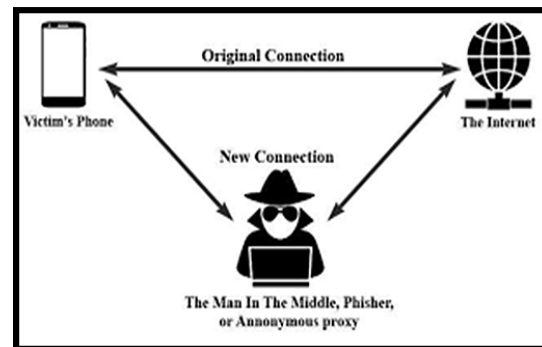 Original Connection
Victim's Phone
The Internet
New Connection
The Man In The Middle, Phisher,
or Annonymous proxy